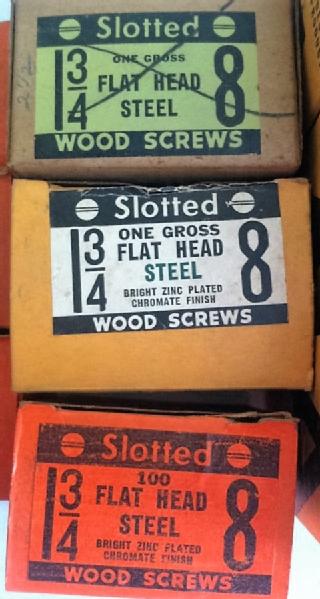 Slotted
ONE GROSS
1 3/4 FLAT HEAD 8
STEEL
WOOD SCREWS
Slotted
ONE GROSS
1 3/4 FLAT HEAD 8
STEEL
BRIGHT ZINC PLATED
CHROMATE FINISH
WOOD SCREWS
Slotted
100
1 3/4 FLAT HEAD 8
STEEL
BRIGHT ZINC PLATED
CHROMATE FINISH
WOOD SCREWS